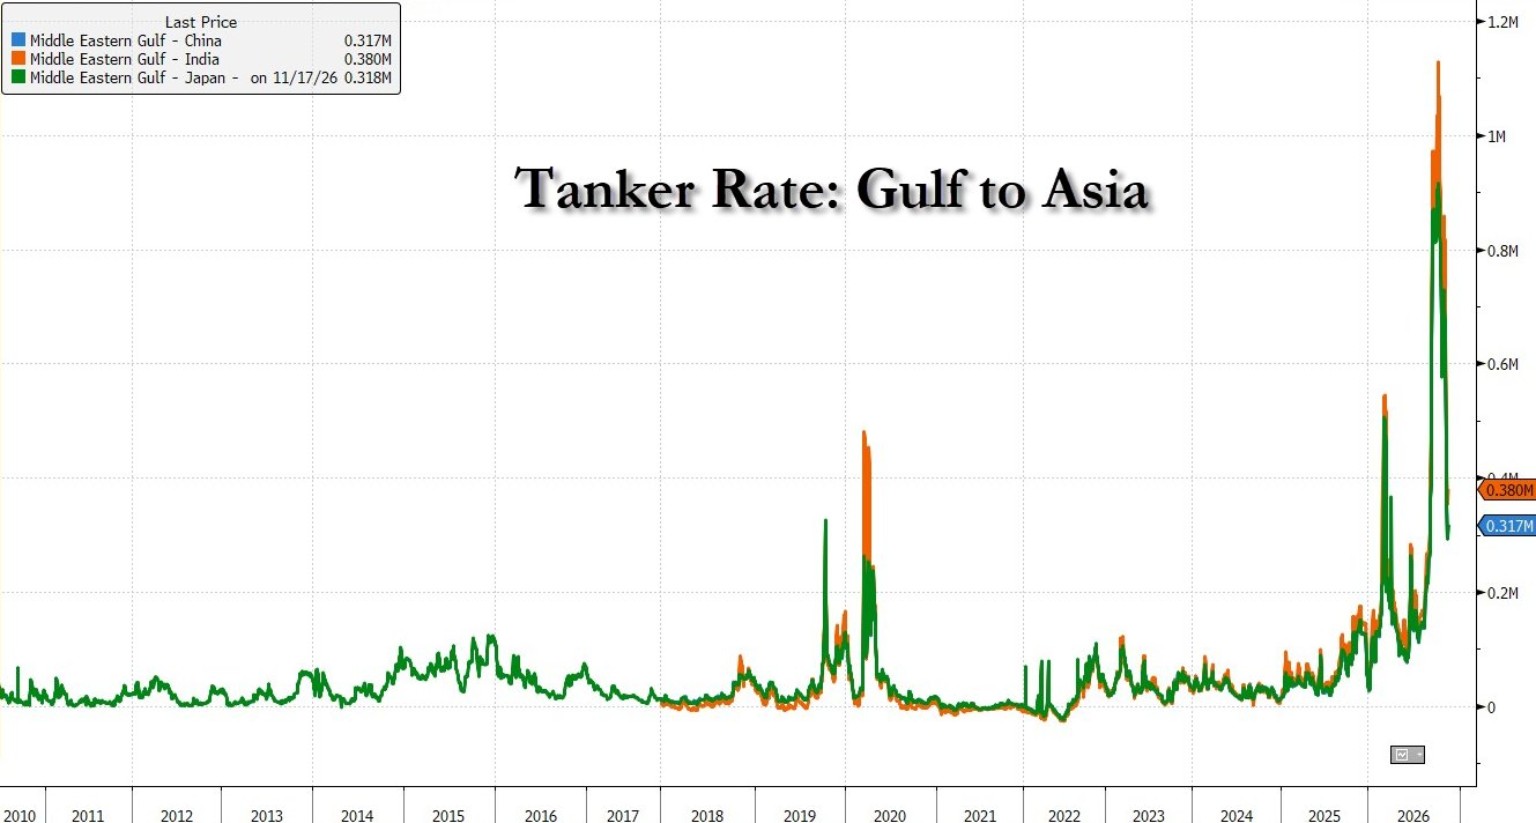 Last Price
Middle Eastern Gulf - China 0.317M
Middle Eastern Gulf - India 0.380M
Middle Eastern Gulf - Japan - on 11/17/26 0.318M
Tanker Rate: Gulf to Asia
1.2M
1M
0.8M
0.6M
0.4M
0.380M
0.317M
0.2M
0
2010 2011 2012 2013 2014 2015 2016 2017 2018 2019 2020 2021 2022 2023 2024 2025 2026